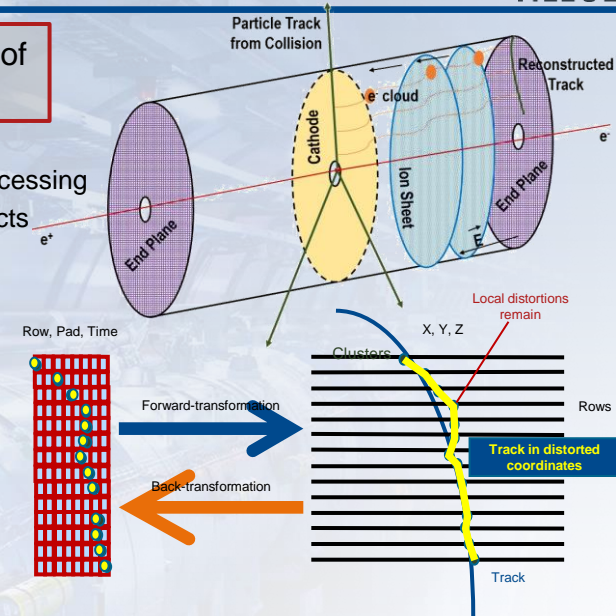 of
cessing
cts
Particle Track
from Collision
Reconstructed
Track
e- cloud
Cathode
Ion Sheet
End Plane
End Plane
E
e-
e+
Row, Pad, Time
Forward-transformation
Back-transformation
X, Y, Z
Clusters
Local distortions
remain
Rows
Track in distorted
coordinates
Track